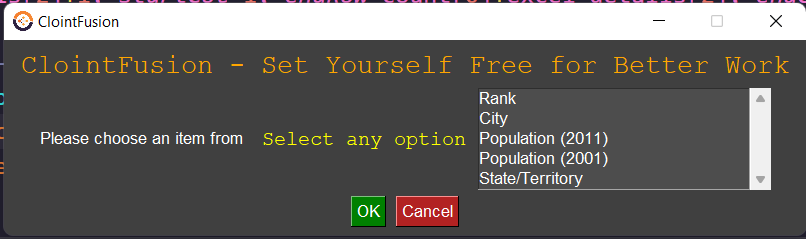 ClointFusion
ClointFusion - Set Yourself Free for Better Work
Please choose an item from
Select any option
Rank
City
Population (2011)
Population (2001)
State/Territory
OK
Cancel